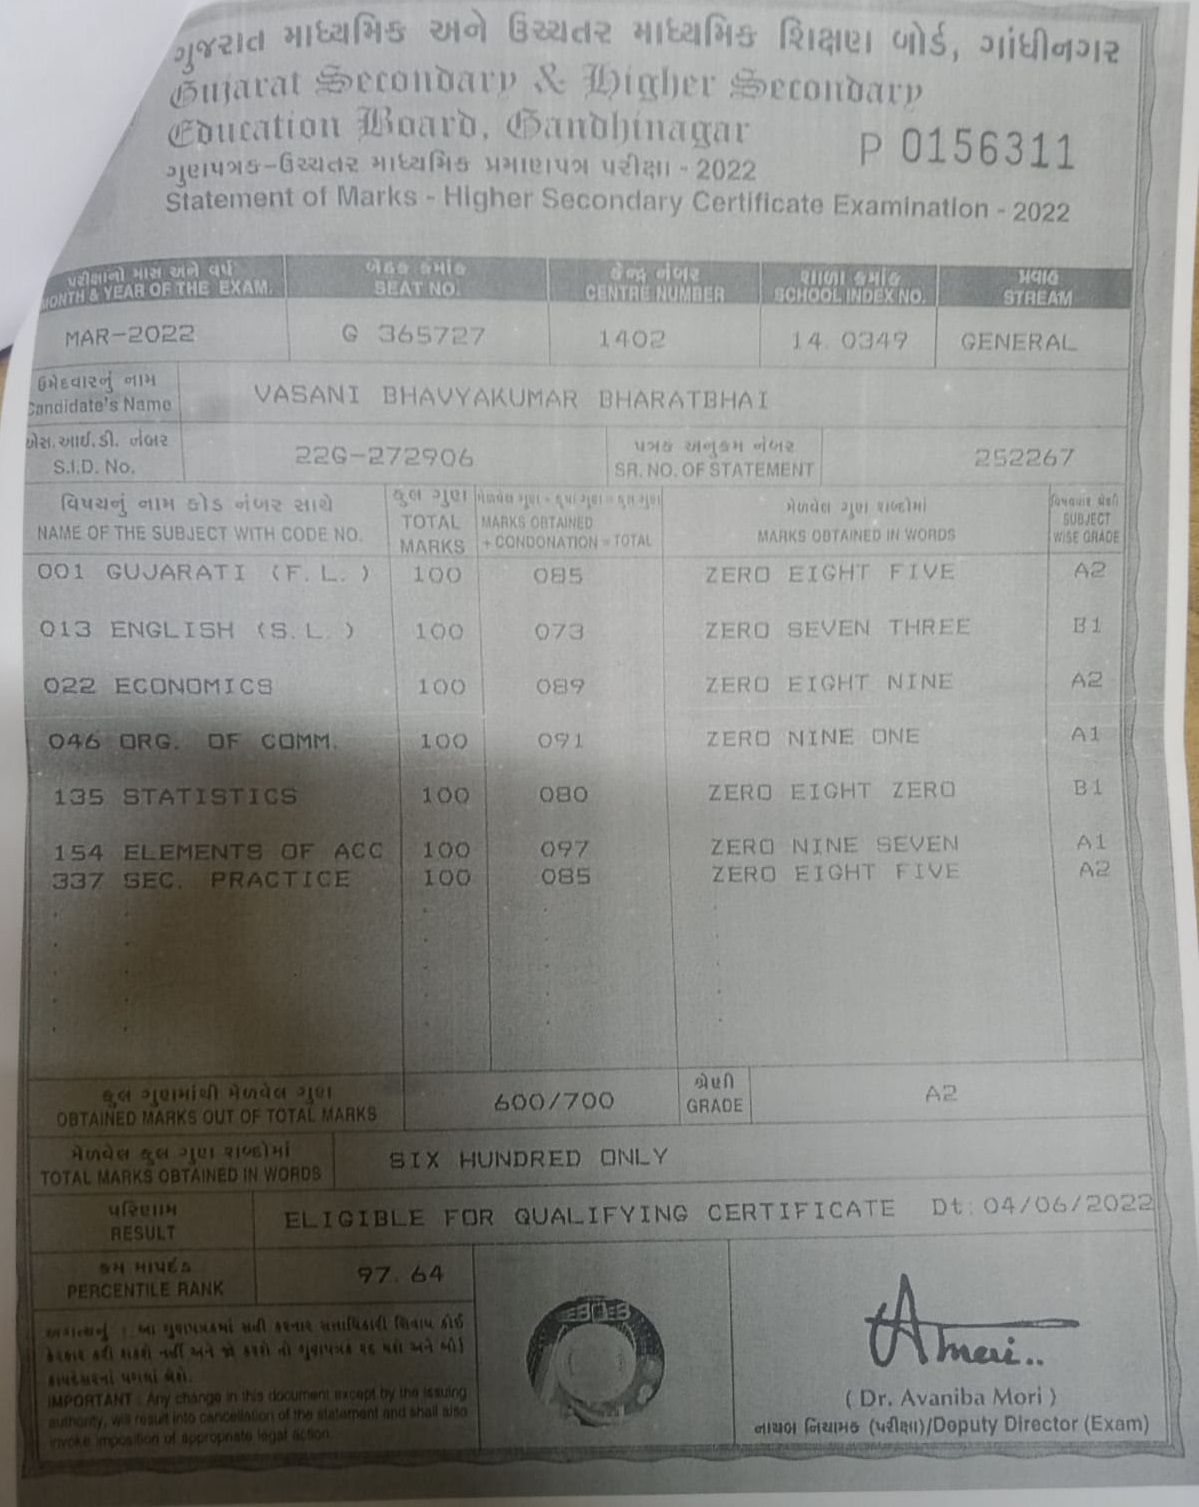 ગુજરાત માધ્યમિક અને ઉચ્ચતર માધ્યમિક શિક્ષણ બોર્ડ, ગાંધીનગર
Gujarat Secondary & Higher Secondary
Education Board, Gandhinagar
P 0156311
ગુણપત્રક-ઉચ્ચતર માધ્યમિક પ્રમાણપત્ર પરીક્ષા - 2022
Statement of Marks - Higher Secondary Certificate Examination - 2022
પરીક્ષાનો માસ અને વર્ષ બેઠક ક્રમાંક કેન્દ્ર નંબર શાળા ક્રમાંક પ્રવાહ
MONTH & YEAR OF THE EXAM. SEAT NO. CENTRE NUMBER SCHOOL INDEX NO. STREAM
MAR-2022 G 365727 1402 14. 0349 GENERAL
ઉમેદવારનું નામ
Candidate's Name VASANI BHAVYAKUMAR BHARATBHAI
એસ.આઈ.ડી. નંબર પત્રક અનુક્રમ નંબર
S.I.D. No. 22G-272906 SR. NO. OF STATEMENT 252267
વિષયનું નામ કોડ નંબર સાથે કુલ ગુણ મેળવેલ ગુણ + કૃપા ગુણ = કુલ ગુણ મેળવેલ ગુણ શબ્દોમાં વિષયવાર શ્રેણી
NAME OF THE SUBJECT WITH CODE NO. TOTAL MARKS MARKS OBTAINED + CONDONATION = TOTAL MARKS OBTAINED IN WORDS SUBJECT WISE GRADE
001 GUJARATI (F.L.) 100 085 ZERO EIGHT FIVE A2
013 ENGLISH (S.L.) 100 073 ZERO SEVEN THREE B1
022 ECONOMICS 100 089 ZERO EIGHT NINE A2
046 ORG. OF COMM. 100 091 ZERO NINE ONE A1
135 STATISTICS 100 080 ZERO EIGHT ZERO B1
154 ELEMENTS OF ACC 100 097 ZERO NINE SEVEN A1
337 SEC. PRACTICE 100 085 ZERO EIGHT FIVE A2
કુલ ગુણમાંથી મેળવેલ ગુણ શ્રેણી
OBTAINED MARKS OUT OF TOTAL MARKS 600/700 GRADE A2
મેળવેલ કુલ ગુણ શબ્દોમાં
TOTAL MARKS OBTAINED IN WORDS SIX HUNDRED ONLY
પરિણામ
RESULT ELIGIBLE FOR QUALIFYING CERTIFICATE Dt: 04/06/2022
ક્રમ માપદંડ
PERCENTILE RANK 97. 64
અગત્યનું : આ ગુણપત્રકમાં સહી કરનાર સત્તાધિકારી સિવાય કોઈ
ફેરફાર કરી શકશે નહીં અને જો કરશે તો ગુણપત્રક રદ થશે અને
IMPORTANT : Any change in this document except by the issuing
authority, will result into cancellation of the statement and shall also
invoke imposition of appropriate legal action.
( Dr. Avaniba Mori )
નાયબ નિયામક (પરીક્ષા)/Deputy Director (Exam)